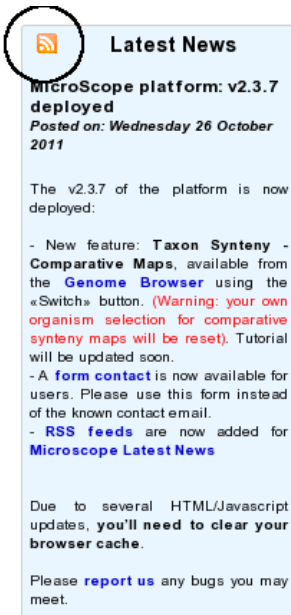 Latest News
MicroScope platform: v2.3.7
deployed
Posted on: Wednesday 26 October
2011
The v2.3.7 of the platform is now
deployed:
- New feature: Taxon Synteny -
Comparative Maps, available from
the Genome Browser using the
«Switch» button. (Warning: your own
organism selection for comparative
synteny maps will be reset). Tutorial
will be updated soon.
- A form contact is now available for
users. Please use this form instead
of the known contact email.
- RSS feeds are now added for
Microscope Latest News
Due to several HTML/Javascript
updates, you'll need to clear your
browser cache.
Please report us any bugs you may
meet.